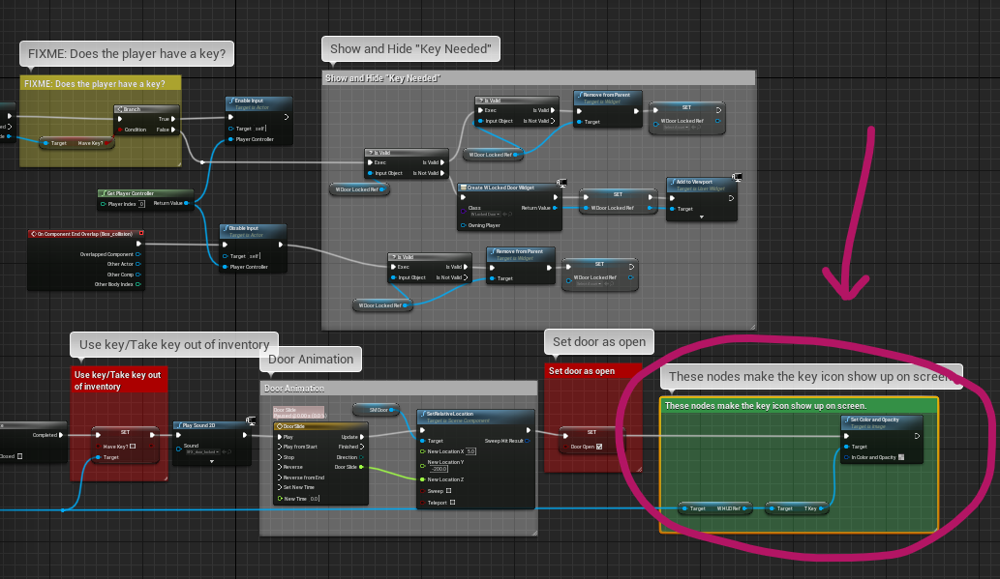 FIXME: Does the player have a key?
FIXME: Does the player have a key?
Branch
True
Condition
False
Target
Have Key?
Enable Input
Target is Actor
Target self
Player Controller
Get Player Controller
Player Index 0
Return Value
On Component End Overlap (Box_collision)
Overlapped Component
Other Actor
Other Comp
Other Body Index
Disable Input
Target is Actor
Target self
Player Controller
Show and Hide "Key Needed"
Show and Hide "Key Needed"
Is Valid
Exec
Is Valid
Input Object
Is Not Valid
W Door Locked Ref
Is Valid
Exec
Is Valid
Input Object
Is Not Valid
W Door Locked Ref
Remove from Parent
Target is Widget
Target
SET
W Door Locked Ref
Create W Locked Door Widget
Class
Return Value
Owning Player
SET
W Door Locked Ref
Add to Viewport
Target is User Widget
Target
Is Valid
Exec
Is Valid
Input Object
Is Not Valid
W Door Locked Ref
Remove from Parent
Target is Widget
Target
SET
W Door Locked Ref
Use key/Take key out of inventory
Use key/Take key out
of inventory
Completed
Closed
SET
Have Key?
Target
Play Sound 2D
Sound
Door Animation
Door Animation
Door Slide
DoorSlide
Play
Update
Play from Start
Finished
Stop
Direction
Reverse
Door Slide
Reverse from End
Set New Time
New Time 0.0
SMDoor
SetRelativeLocation
Target is Scene Component
Target
Sweep Hit Result
New Location X 5.0
New Location Y
-200.0
New Location Z
Sweep
Teleport
Set door as open
Set door as open
SET
Door Open
These nodes make the key icon show up on screen.
These nodes make the key icon show up on screen.
Set Color and Opacity
Target is Image
Target
In Color and Opacity
Target
W HUD Ref
Target
T Key